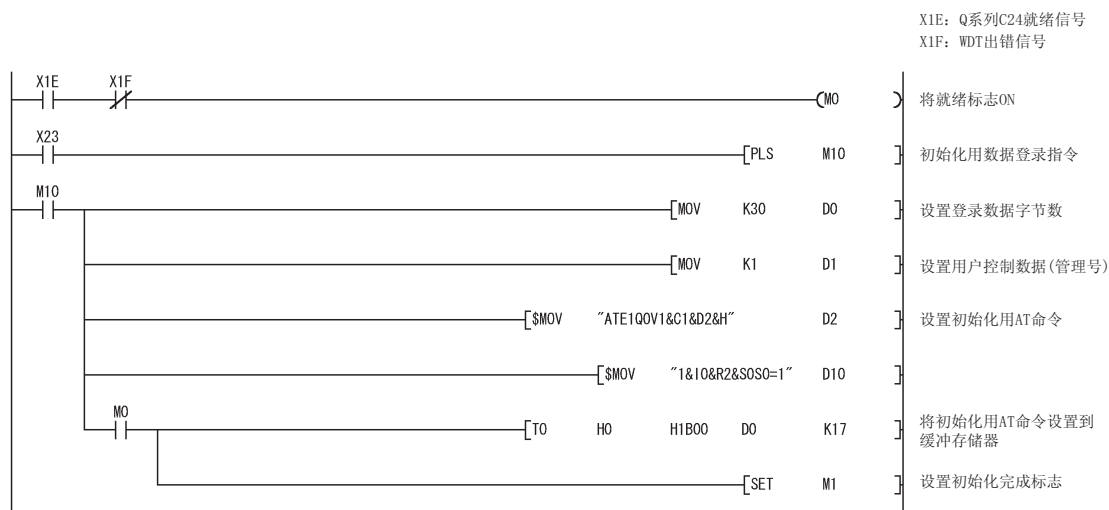 X1E：Q系列C24就绪信号
X1F：WDT出错信号
X1E X1F
M0 将就绪标志ON
X23
PLS M10 初始化用数据登录指令
M10
MOV K30 D0 设置登录数据字节数
MOV K1 D1 设置用户控制数据(管理号)
$MOV "ATE1Q0V1&C1&D2&H" D2 设置初始化用AT命令
$MOV "1&I0&R2&S0S0=1" D10
M0
TO H0 H1B00 D0 K17 将初始化用AT命令设置到
缓冲存储器
SET M1 设置初始化完成标志